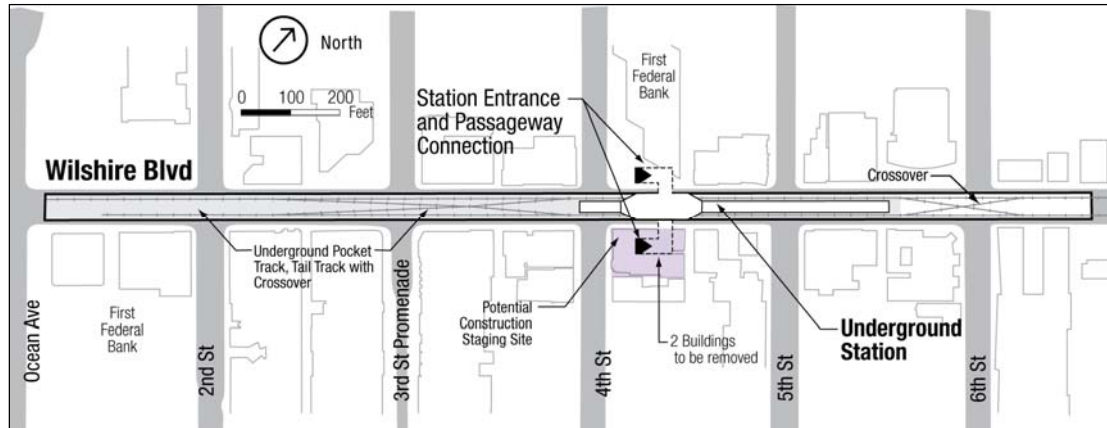 North
0 100 200
Feet
First
Federal
Bank
Station Entrance
and Passageway
Connection
Wilshire Blvd
Crossover
Underground Pocket
Track, Tail Track with
Crossover
First
Federal
Bank
Potential
Construction
Staging Site
2 Buildings
to be removed
Underground
Station
Ocean Ave
2nd St
3rd St Promenade
4th St
5th St
6th St